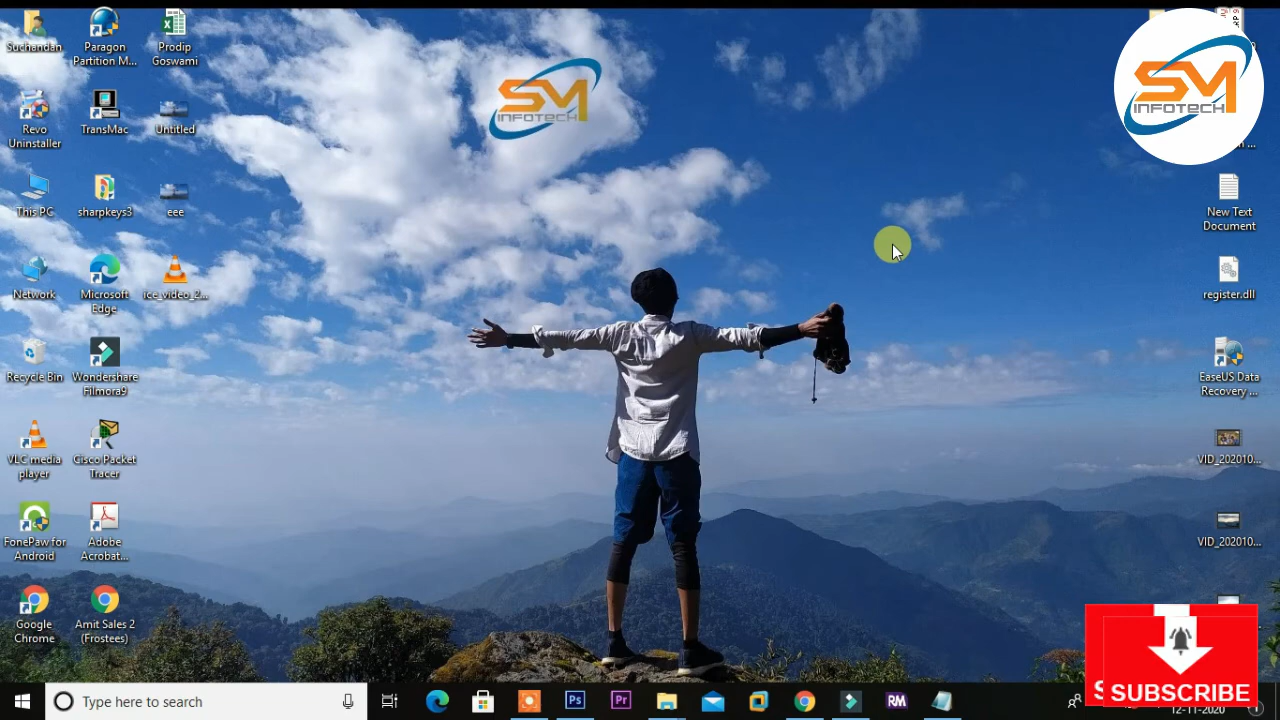 Suchandan
Paragon
Partition M...
Prodip
Goswami
SM
INFOTECH
SM
INFOTECH
Revo
Uninstaller
TransMac
Untitled
This PC
sharpkeys3
eee
New Text
Document
Network
Microsoft
Edge
ice_video_2...
register.dll
Recycle Bin
Wondershare
Filmora9
EaseUS Data
Recovery ...
VLC media
player
Cisco Packet
Tracer
VID_202010...
FonePaw for
Android
Adobe
Acrobat...
VID_202010...
Google
Chrome
Amit Sales 2
(Frostees)
SUBSCRIBE
Type here to search
Ps
Pr
RM
12-11-2020